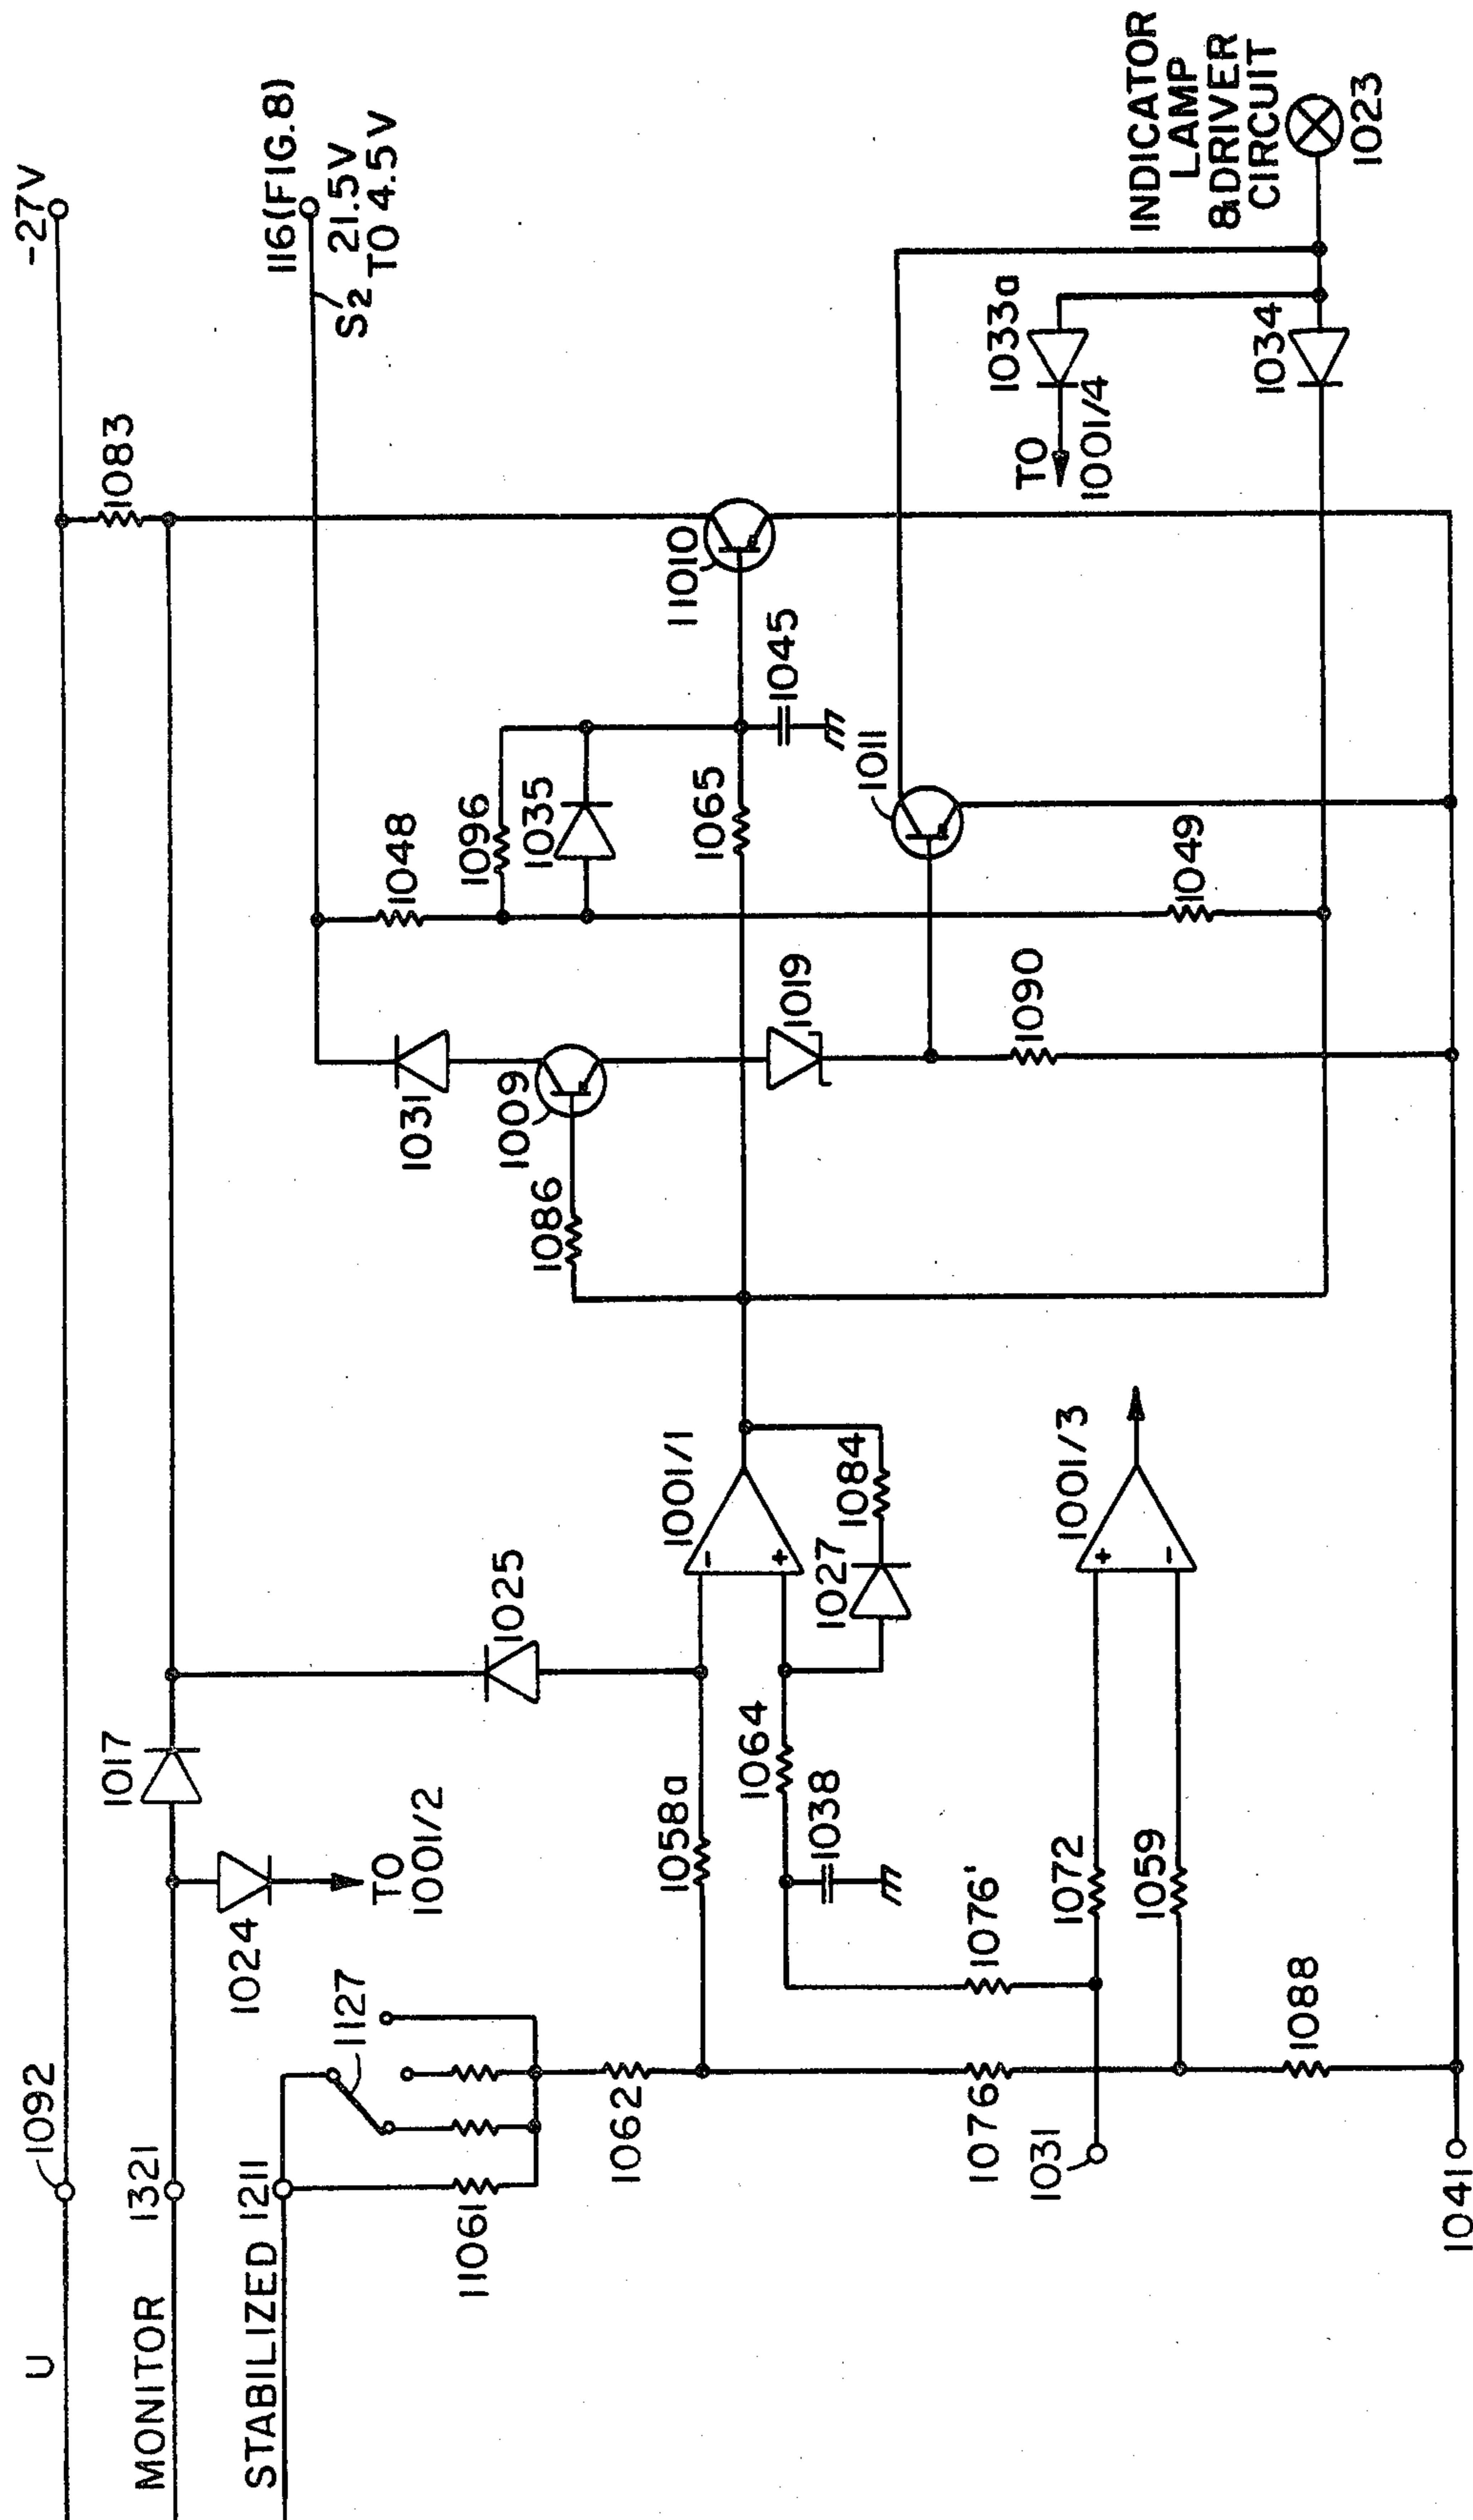 U
1092
-27V
MONITOR 1321
1017
1083
STABILIZED 1211
1024
TO
1001/2
116(FIG.8)
S2 21.5V
TO 4.5V
1127
1061
1025
1031
1048
1086
1009
1096
1035
1062
1058a
1001/1
-
+
1065
1010
1064
1038
1027
1084
1019
1045
1011
1076
1076'
1031
1072
1059
1001/3
+
-
1090
1049
1033a
TO
1001/4
1034
INDICATOR
LAMP
&DRIVER
CIRCUIT
1023
1088
1041